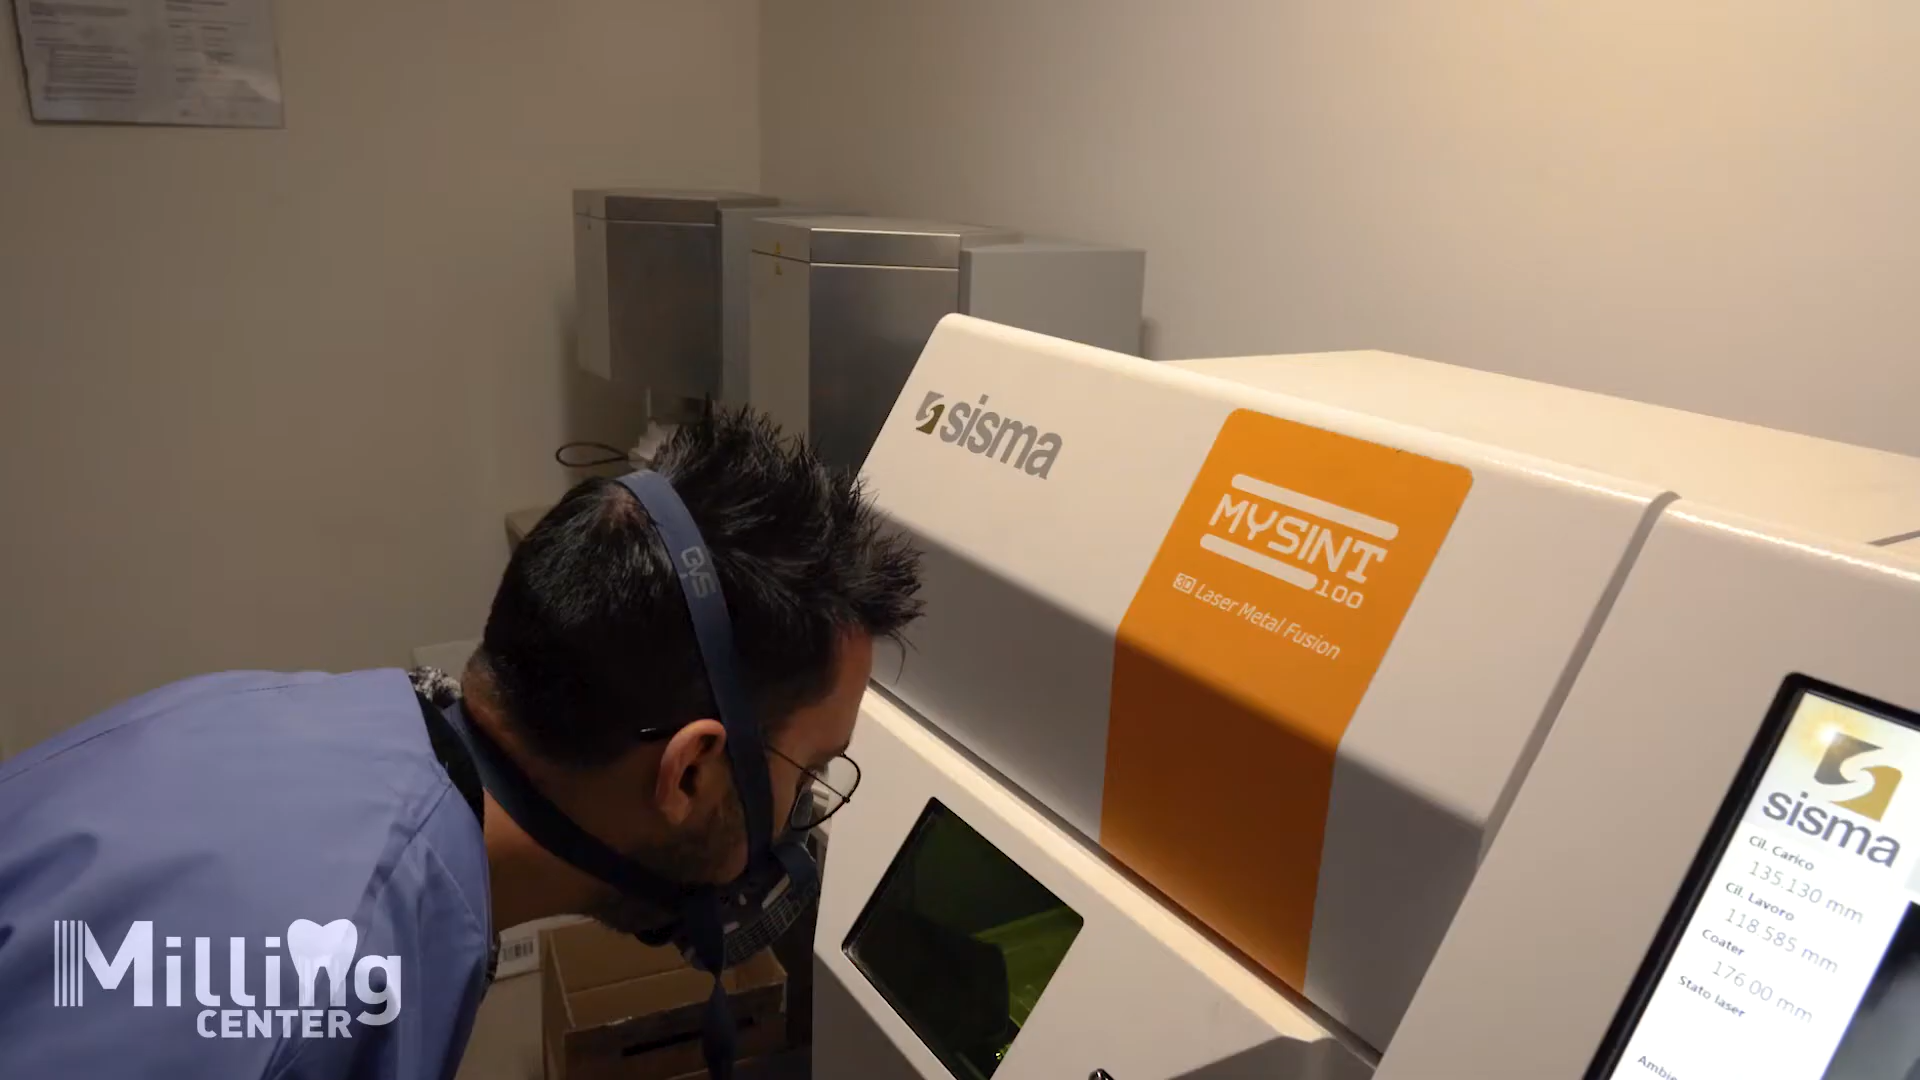 sisma
MYSINT
100
3D Laser Metal Fusion
QVS
sisma
Cil. Carico
135.130 mm
Cil. Lavoro
118.585 mm
Coater
176.00 mm
Stato laser
Milling
CENTER